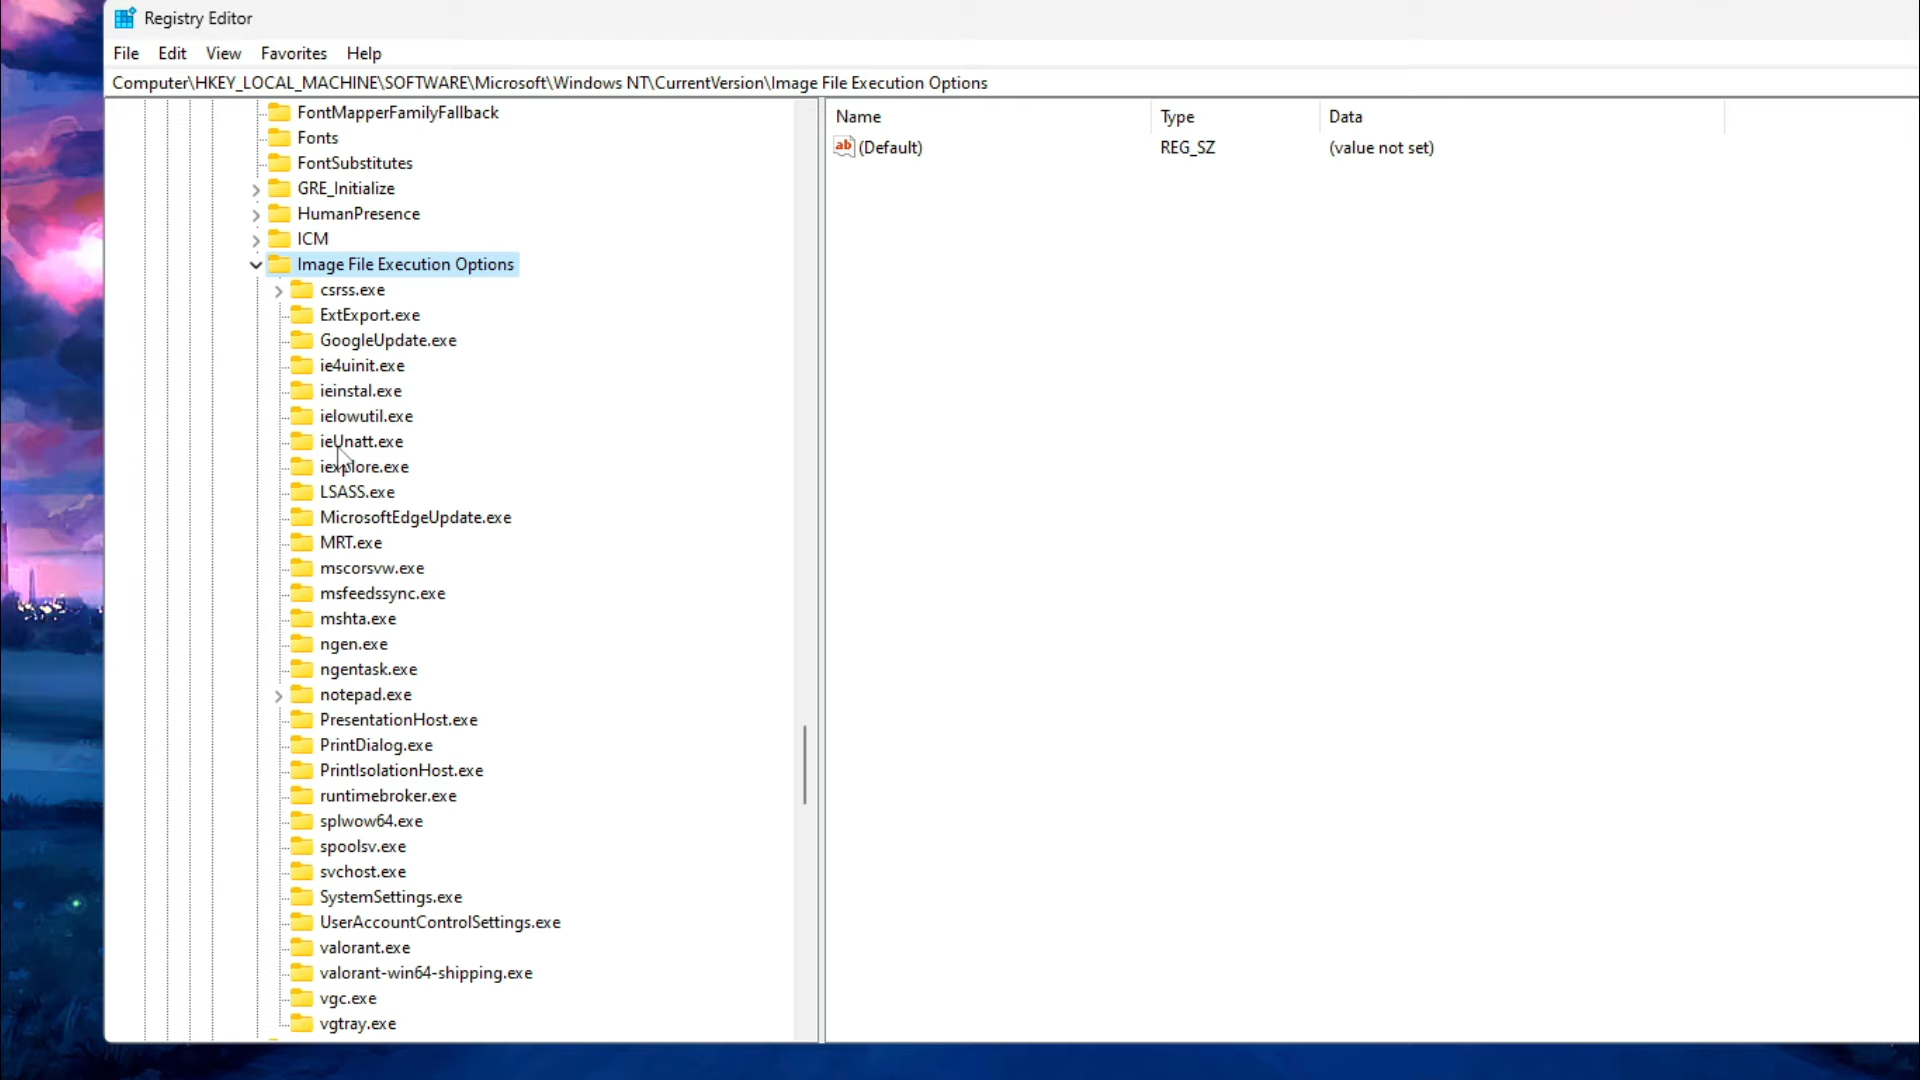 Registry Editor
File Edit View Favorites Help
Computer\HKEY_LOCAL_MACHINE\SOFTWARE\Microsoft\Windows NT\CurrentVersion\Image File Execution Options
FontMapperFamilyFallback
Fonts
FontSubstitutes
GRE_Initialize
HumanPresence
ICM
Image File Execution Options
csrss.exe
ExtExport.exe
GoogleUpdate.exe
ie4uinit.exe
ieinstal.exe
ielowutil.exe
ieUnatt.exe
iexplore.exe
LSASS.exe
MicrosoftEdgeUpdate.exe
MRT.exe
mscorsvw.exe
msfeedssync.exe
mshta.exe
ngen.exe
ngentask.exe
notepad.exe
PresentationHost.exe
PrintDialog.exe
PrintIsolationHost.exe
runtimebroker.exe
splwow64.exe
spoolsv.exe
svchost.exe
SystemSettings.exe
UserAccountControlSettings.exe
valorant.exe
valorant-win64-shipping.exe
vgc.exe
vgtray.exe
Name Type Data
ab (Default) REG_SZ (value not set)